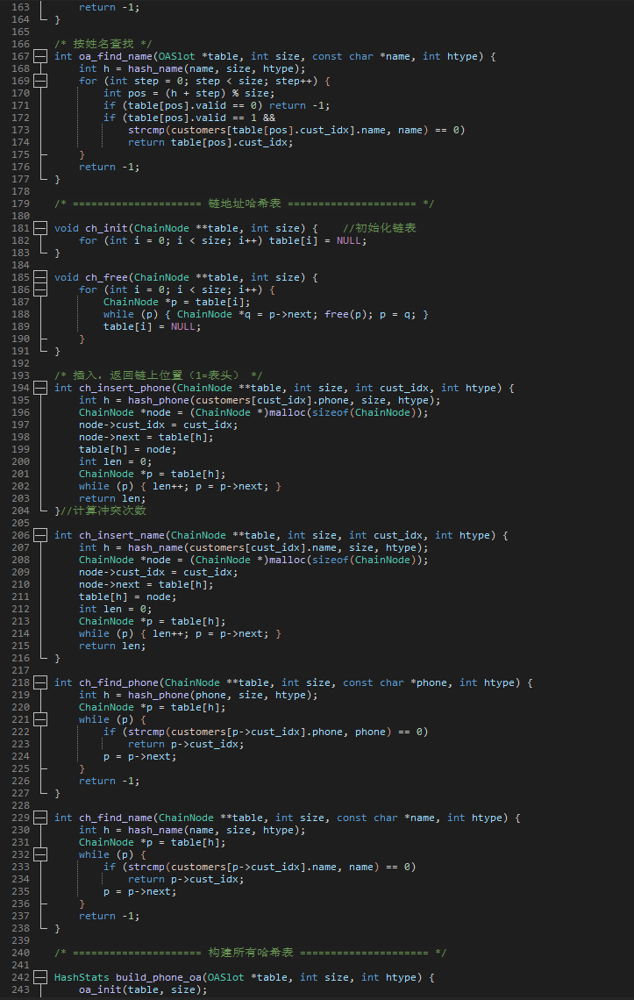 163 return -1;
164 }
165
166 /* 按姓名查找 */
167 int oa_find_name(OASlot *table, int size, const char *name, int htype) {
168 int h = hash_name(name, size, htype);
169 for (int step = 0; step < size; step++) {
170 int pos = (h + step) % size;
171 if (table[pos].valid == 0) return -1;
172 if (table[pos].valid == 1 &&
173 strcmp(customers[table[pos].cust_idx].name, name) == 0)
174 return table[pos].cust_idx;
175 }
176 return -1;
177 }
178
179 /* ===================== 链地址哈希表 ===================== */
180
181 void ch_init(ChainNode **table, int size) { //初始化链表
182 for (int i = 0; i < size; i++) table[i] = NULL;
183 }
184
185 void ch_free(ChainNode **table, int size) {
186 for (int i = 0; i < size; i++) {
187 ChainNode *p = table[i];
188 while (p) { ChainNode *q = p->next; free(p); p = q; }
189 table[i] = NULL;
190 }
191 }
192
193 /* 插入，返回链上位置（1=表头） */
194 int ch_insert_phone(ChainNode **table, int size, int cust_idx, int htype) {
195 int h = hash_phone(customers[cust_idx].phone, size, htype);
196 ChainNode *node = (ChainNode *)malloc(sizeof(ChainNode));
197 node->cust_idx = cust_idx;
198 node->next = table[h];
199 table[h] = node;
200 int len = 0;
201 ChainNode *p = table[h];
202 while (p) { len++; p = p->next; }
203 return len;
204 }//计算冲突次数
205
206 int ch_insert_name(ChainNode **table, int size, int cust_idx, int htype) {
207 int h = hash_name(customers[cust_idx].name, size, htype);
208 ChainNode *node = (ChainNode *)malloc(sizeof(ChainNode));
209 node->cust_idx = cust_idx;
210 node->next = table[h];
211 table[h] = node;
212 int len = 0;
213 ChainNode *p = table[h];
214 while (p) { len++; p = p->next; }
215 return len;
216 }
217
218 int ch_find_phone(ChainNode **table, int size, const char *phone, int htype) {
219 int h = hash_phone(phone, size, htype);
220 ChainNode *p = table[h];
221 while (p) {
222 if (strcmp(customers[p->cust_idx].phone, phone) == 0)
223 return p->cust_idx;
224 p = p->next;
225 }
226 return -1;
227 }
228
229 int ch_find_name(ChainNode **table, int size, const char *name, int htype) {
230 int h = hash_name(name, size, htype);
231 ChainNode *p = table[h];
232 while (p) {
233 if (strcmp(customers[p->cust_idx].name, name) == 0)
234 return p->cust_idx;
235 p = p->next;
236 }
237 return -1;
238 }
239
240 /* ===================== 构建所有哈希表 ===================== */
241
242 HashStats build_phone_oa(OASlot *table, int size, int htype) {
243 oa_init(table, size);